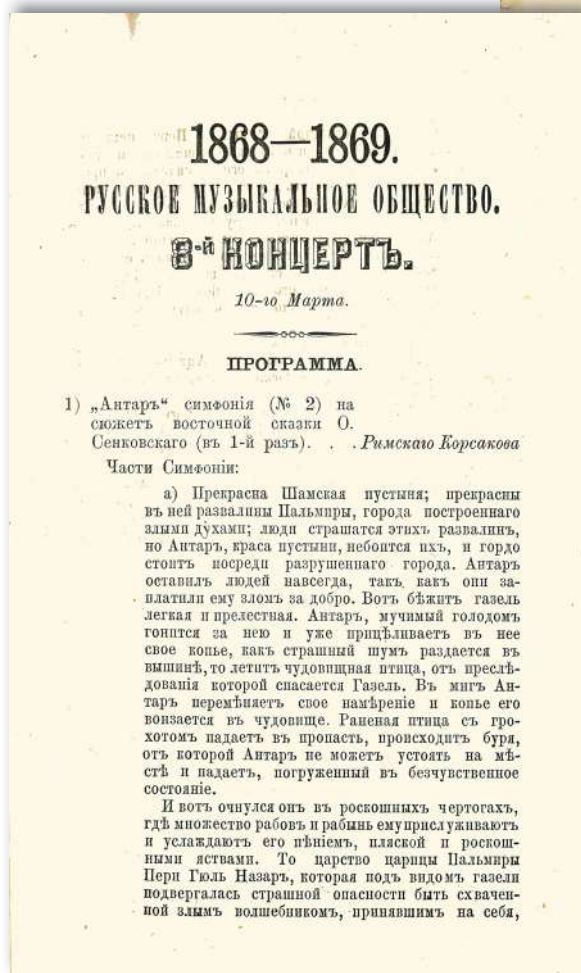 1868—1869.
РУССКОЕ МУЗЫКАЛЬНОЕ ОБЩЕСТВО.
8-й КОНЦЕРТЪ.
10-го Марта.
ПРОГРАММА.
1) „Антаръ“ симфонія (№ 2) на
сюжетъ восточной сказки О.
Сенковскаго (въ 1-й разъ). . . Римскаго Корсакова
Части Симфоніи:
а) Прекрасна Шамская пустыня; прекрасны
въ ней развалины Пальмиры, города построеннаго
злыми духами; люди страшатся этихъ развалинъ,
но Антаръ, краса пустыни, небоится ихъ, и гордо
стоитъ посреди разрушеннаго города. Антаръ
оставилъ людей навсегда, такъ какъ они за-
платили ему зломъ за добро. Вотъ бѣжитъ газель
легкая и прелестная. Антаръ, мучимый голодомъ
гонится за нею и уже прицѣливаетъ въ нее
свое копье, какъ страшный шумъ раздается въ
вышинѣ, то летитъ чудовищная птица, отъ преслѣ-
дованія которой спасается Газель. Въ мигъ Ан-
таръ перемѣняетъ свое намѣреніе и копье его
вонзается въ чудовище. Раненая птица съ гро-
хотомъ падаетъ въ пропасть, происходитъ буря,
отъ которой Антаръ не можетъ устоять на мѣ-
стѣ и падаетъ, погруженный въ безчувственное
состояніе.
И вотъ очнулся онъ въ роскошныхъ чертогахъ,
гдѣ множество рабовъ и рабынь ему прислуживаютъ
и услаждаютъ его пѣніемъ, пляской и роскош-
ными яствами. То царство царицы Пальмиры
Пери Гюль Назаръ, которая подъ видомъ газели
подвергалась страшной опасности быть схвачен-
ной злымъ волшебникомъ, принявшимъ на себя,